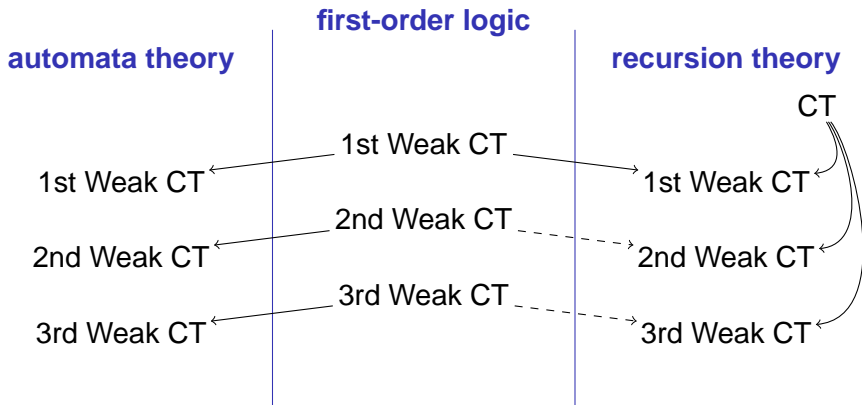 first-order logic
automata theory
recursion theory
CT
1st Weak CT
1st Weak CT
1st Weak CT
2nd Weak CT
2nd Weak CT
2nd Weak CT
3rd Weak CT
3rd Weak CT
3rd Weak CT